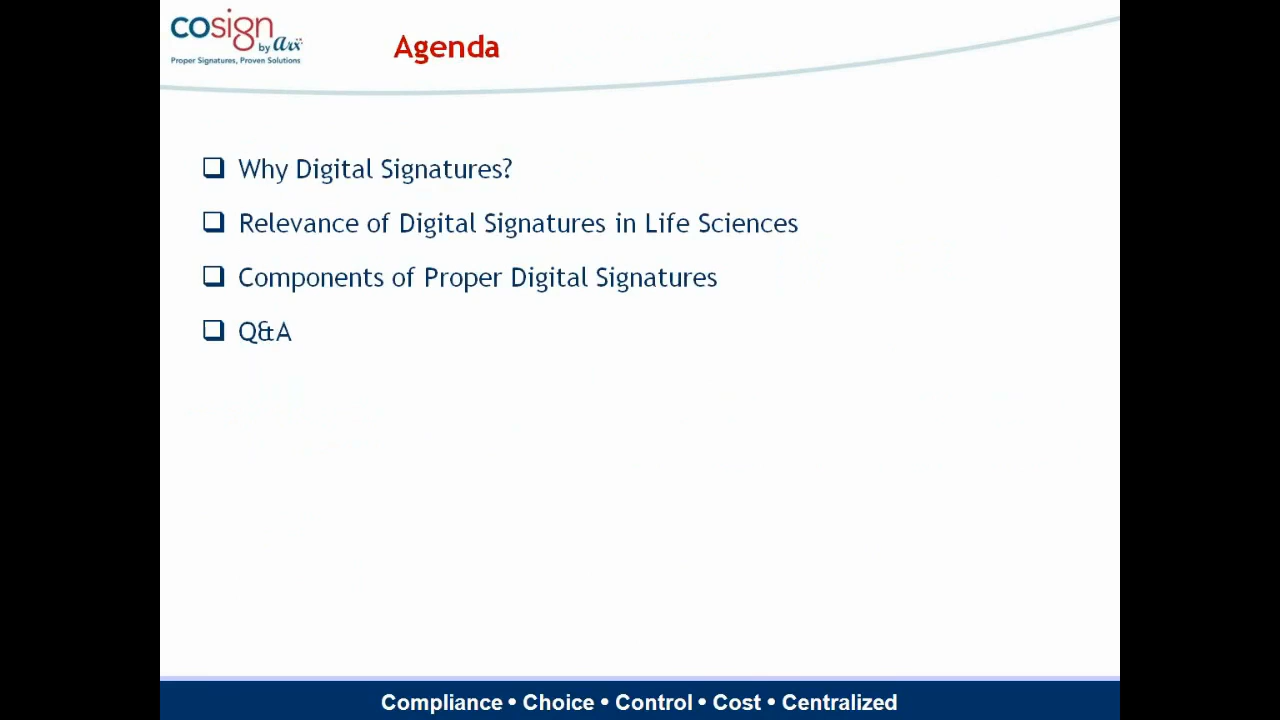 cosign
by arx
Proper Signatures, Proven Solutions
Agenda
Why Digital Signatures?
Relevance of Digital Signatures in Life Sciences
Components of Proper Digital Signatures
Q&A
Compliance • Choice • Control • Cost • Centralized